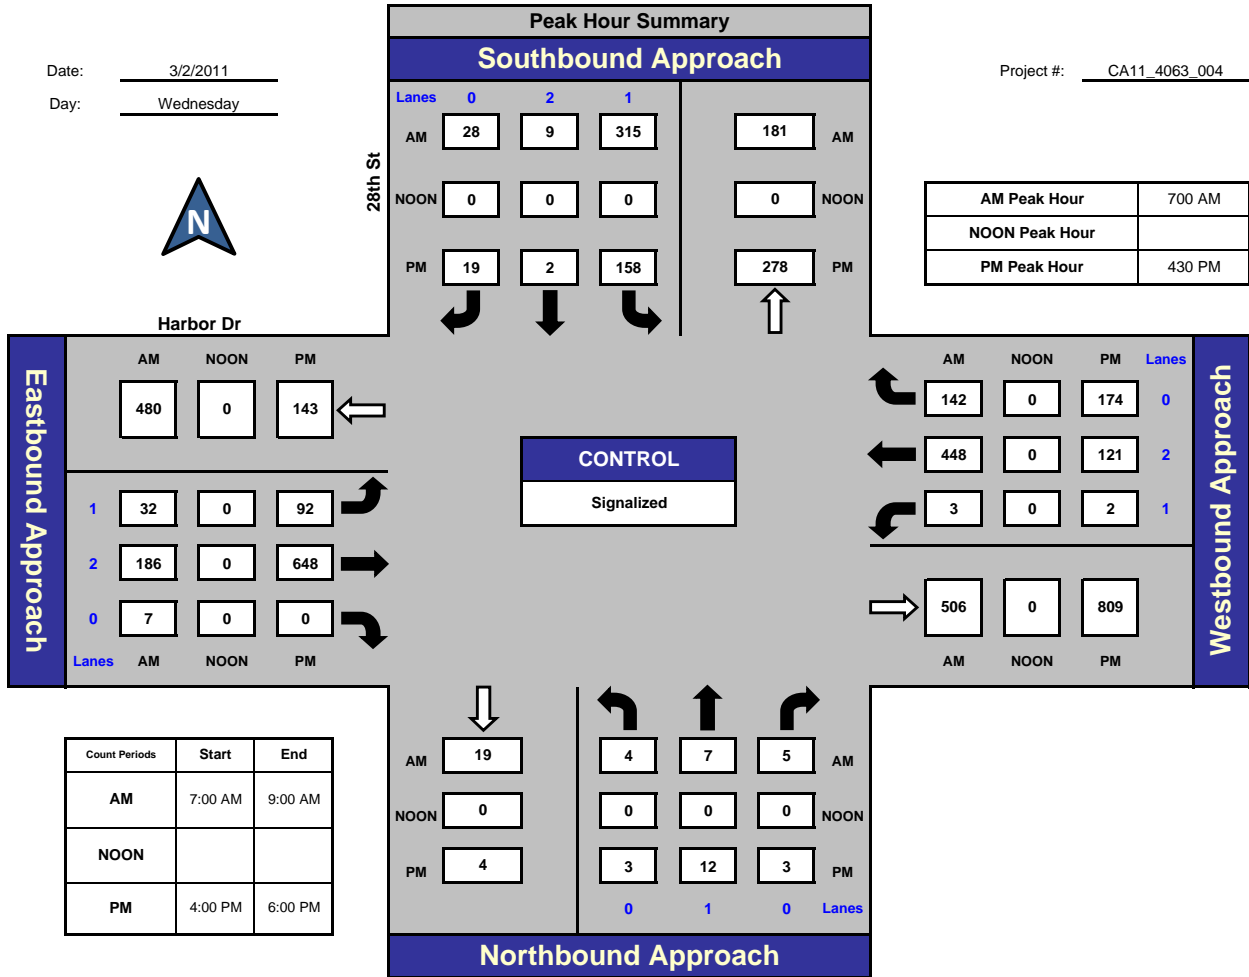 Peak Hour Summary
Southbound Approach
Date: 3/2/2011
Project #: CA11_4063_004
Day: Wednesday
Lanes 0 2 1
AM 28 9 315 181 AM
28th St
N
NOON 0 0 0 0 NOON
AM Peak Hour 700 AM
NOON Peak Hour
PM Peak Hour 430 PM
PM 19 2 158 278 PM
Harbor Dr
Eastbound Approach
AM NOON PM
480 0 143
1 32 0 92
2 186 0 648
0 7 0 0
Lanes AM NOON PM
CONTROL
Signalized
AM NOON PM Lanes
142 0 174 0
448 0 121 2
3 0 2 1
506 0 809
AM NOON PM
Westbound Approach
Count Periods Start End
AM 7:00 AM 9:00 AM
NOON
PM 4:00 PM 6:00 PM
AM 19 4 7 5 AM
NOON 0 0 0 0 NOON
PM 4 3 12 3 PM
0 1 0 Lanes
Northbound Approach